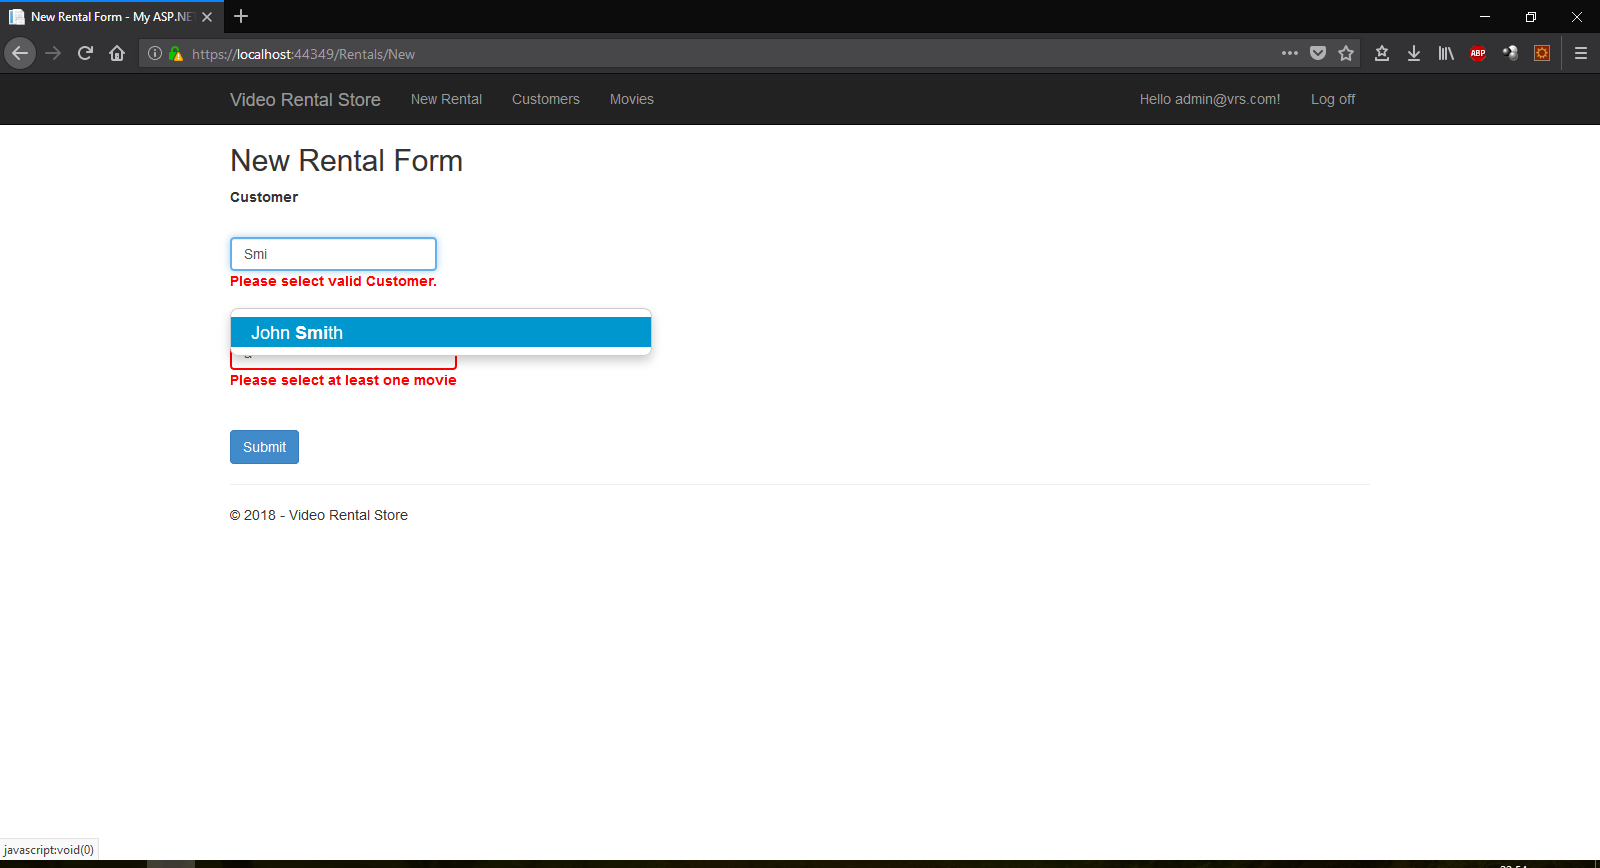 New Rental Form - My ASP.NE
https://localhost:44349/Rentals/New
ABP
Video Rental Store New Rental Customers Movies Hello admin@vrs.com! Log off
New Rental Form
Customer
Smi
Please select valid Customer.
John Smith
Please select at least one movie
Submit
© 2018 - Video Rental Store
javascript:void(0)